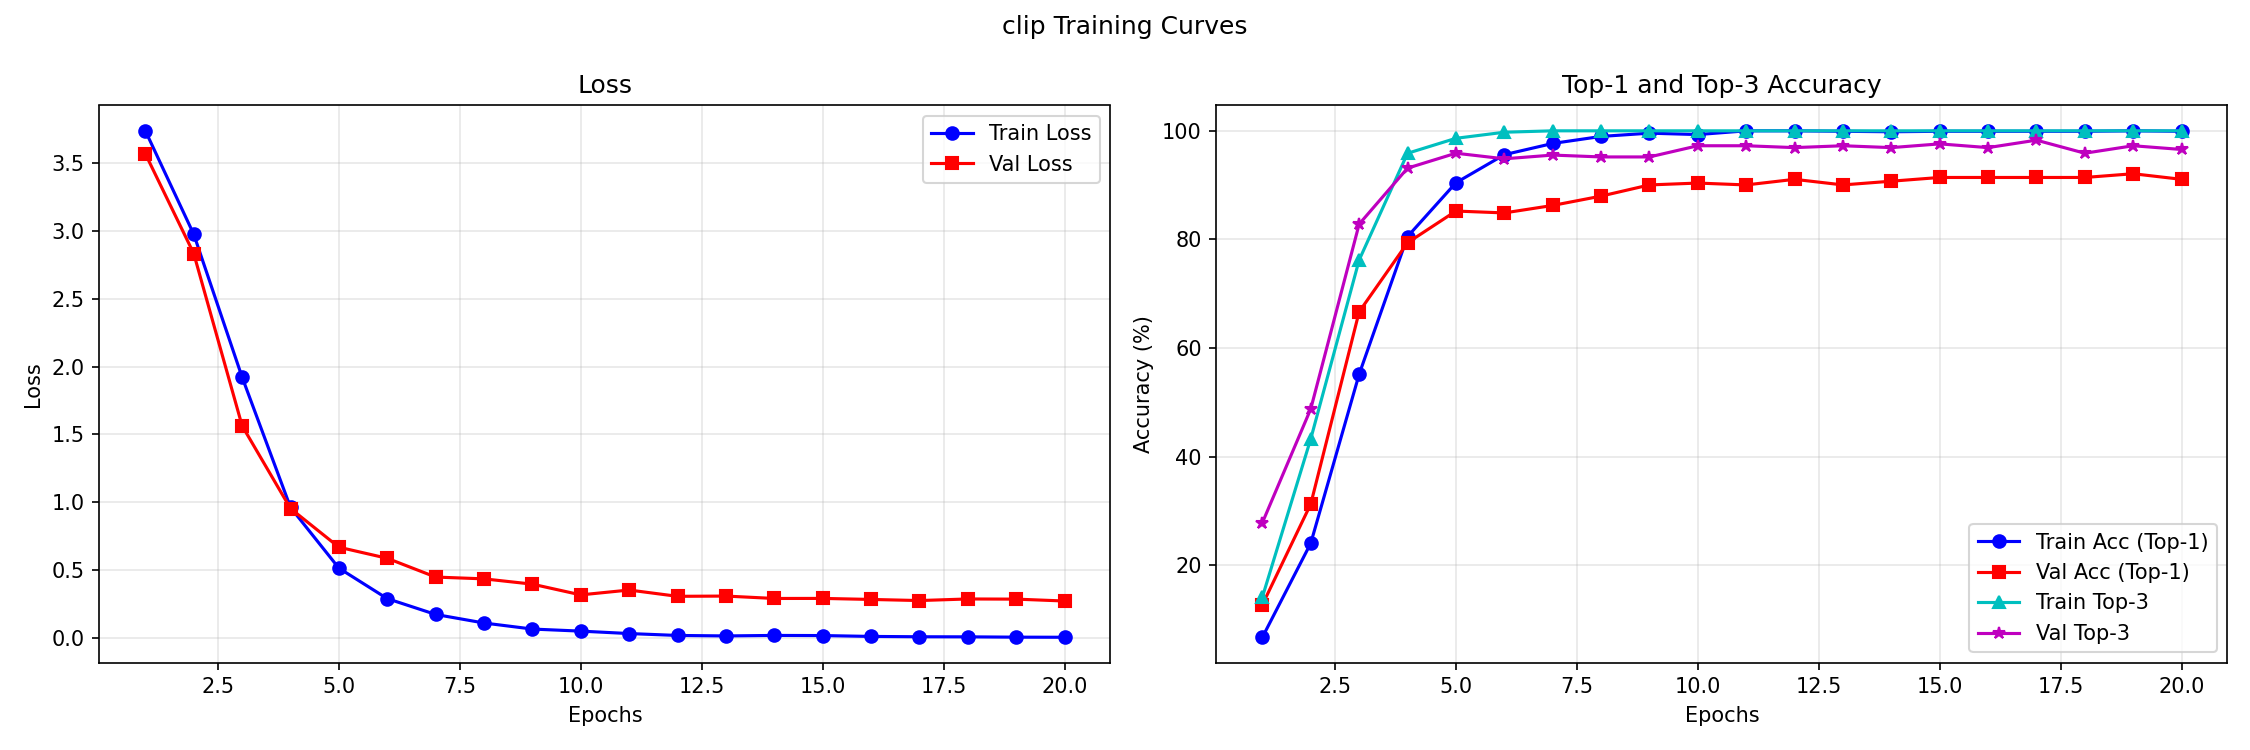 clip Training Curves
Loss
3.5
3.0
2.5
2.0
1.5
1.0
0.5
0.0
Loss
2.5 5.0 7.5 10.0 12.5 15.0 17.5 20.0
Epochs
Train Loss
Val Loss
Top-1 and Top-3 Accuracy
100
80
60
40
20
Accuracy (%)
2.5 5.0 7.5 10.0 12.5 15.0 17.5 20.0
Epochs
Train Acc (Top-1)
Val Acc (Top-1)
Train Top-3
Val Top-3